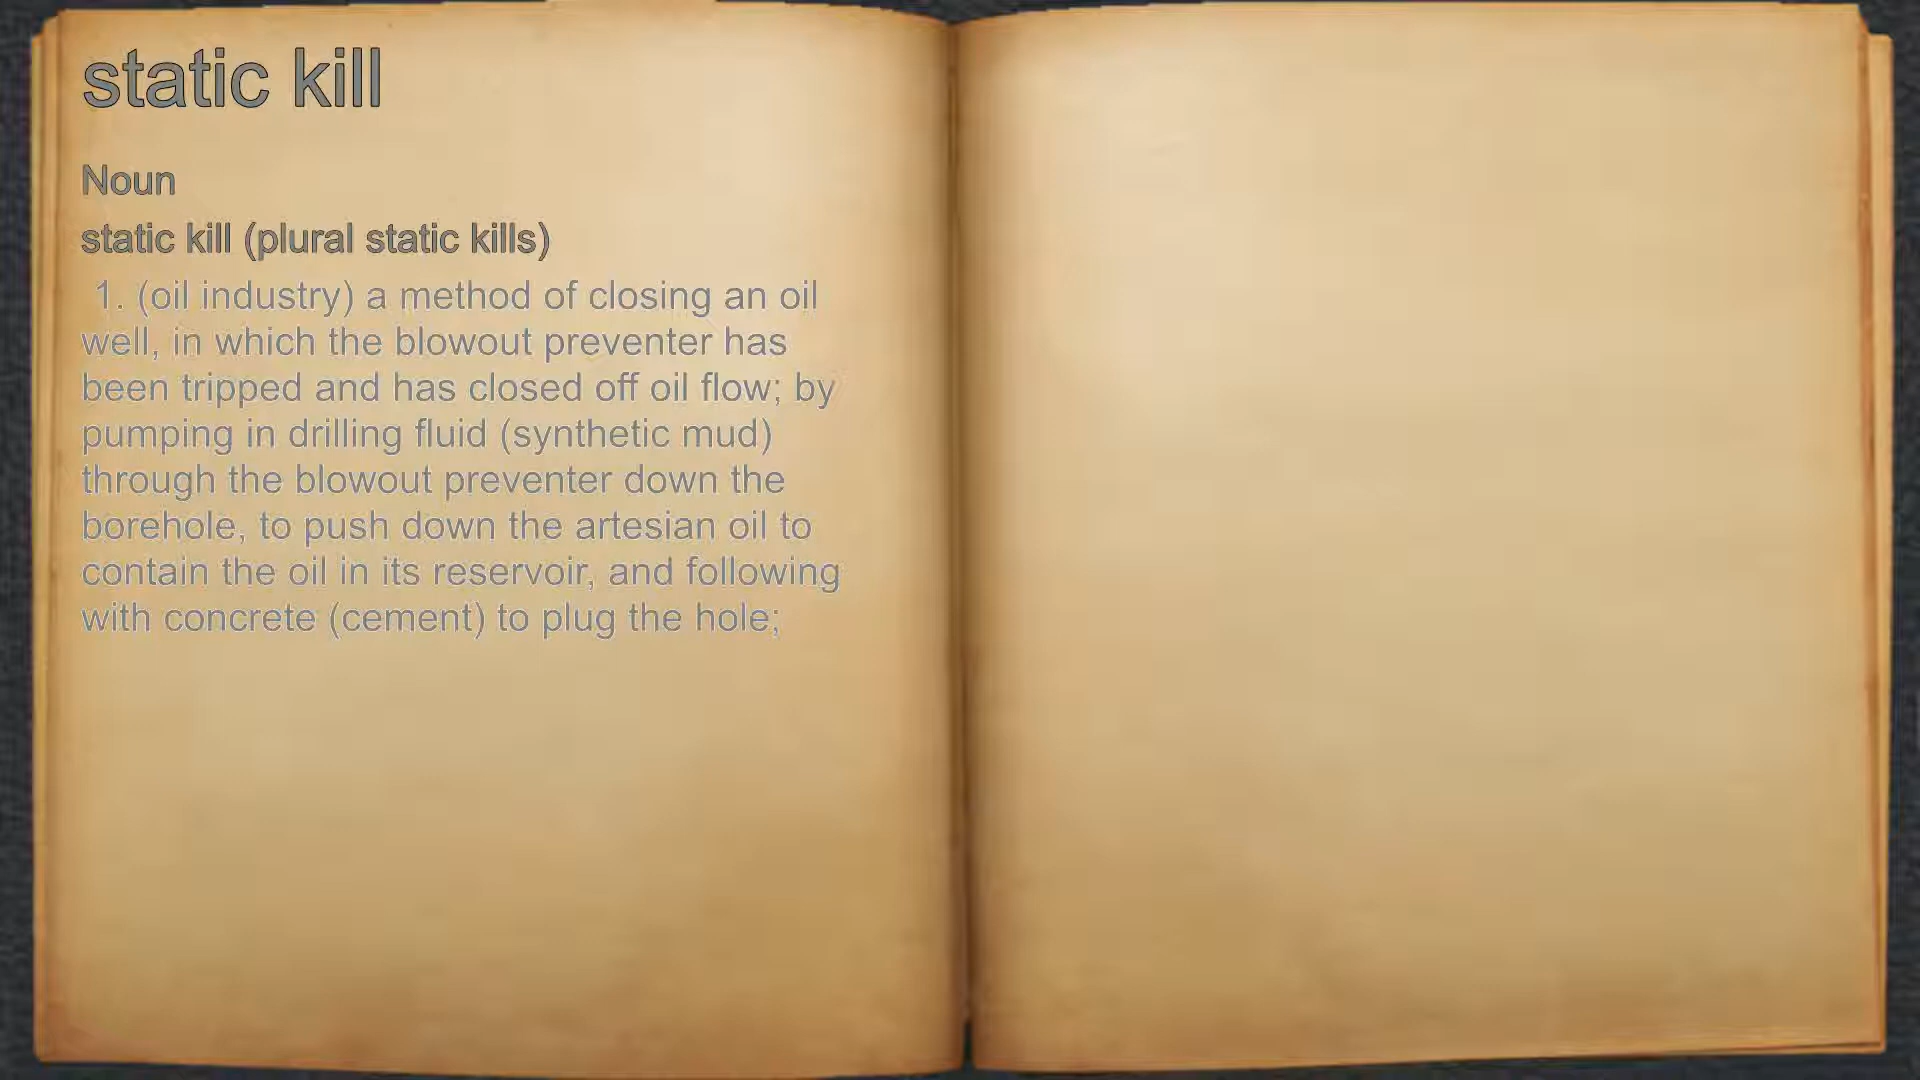 static kill
Noun
static kill (plural static kills)
1. (oil industry) a method of closing an oil
well, in which the blowout preventer has
been tripped and has closed off oil flow; by
pumping in drilling fluid (synthetic mud)
through the blowout preventer down the
borehole, to push down the artesian oil to
contain the oil in its reservoir, and following
with concrete (cement) to plug the hole;